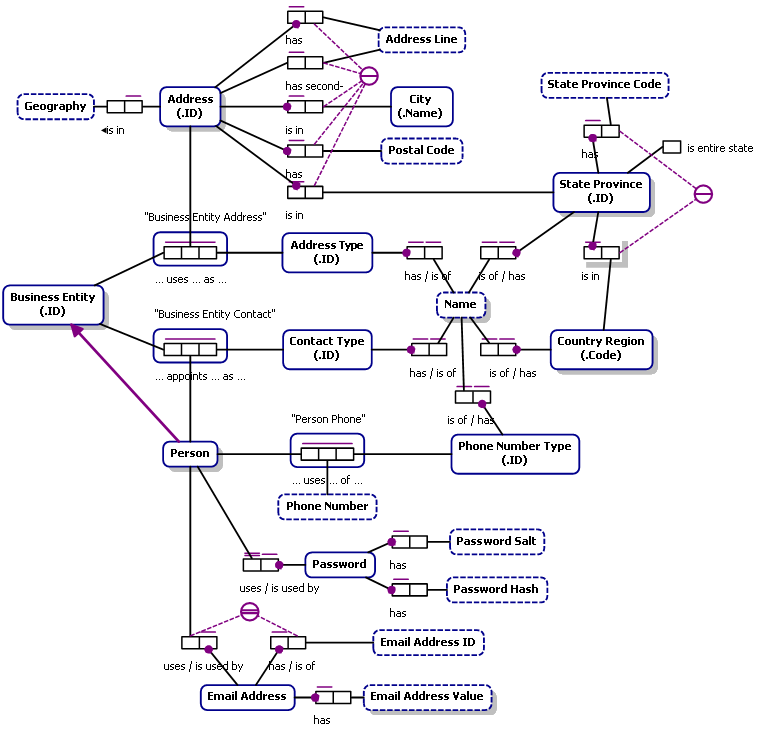 has
Address Line
State Province Code
Geography
Address
(.ID)
has second-
City
(.Name)
◄is in
is in
has
is entire state
has
Postal Code
State Province
(.ID)
"Business Entity Address"
is in
Address Type
(.ID)
... uses ... as ...
has / is of
is of / has
is in
Business Entity
(.ID)
Name
"Business Entity Contact"
Contact Type
(.ID)
Country Region
(.Code)
... appoints ... as ...
has / is of
is of / has
"Person Phone"
is of / has
Person
Phone Number Type
(.ID)
... uses ... of ...
Phone Number
Password Salt
Password
has
uses / is used by
Password Hash
has
Email Address ID
uses / is used by
has / is of
Email Address
Email Address Value
has